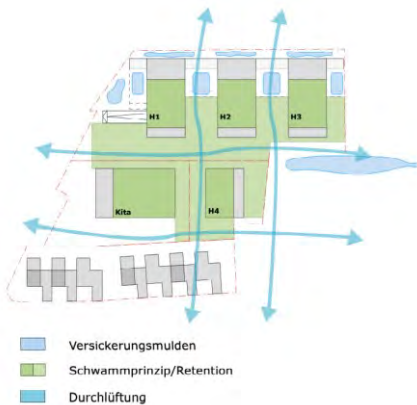 H1
H2
H3
Kita
H4
Versickerungsmulden
Schwammprinzip/Retention
Durchlüftung